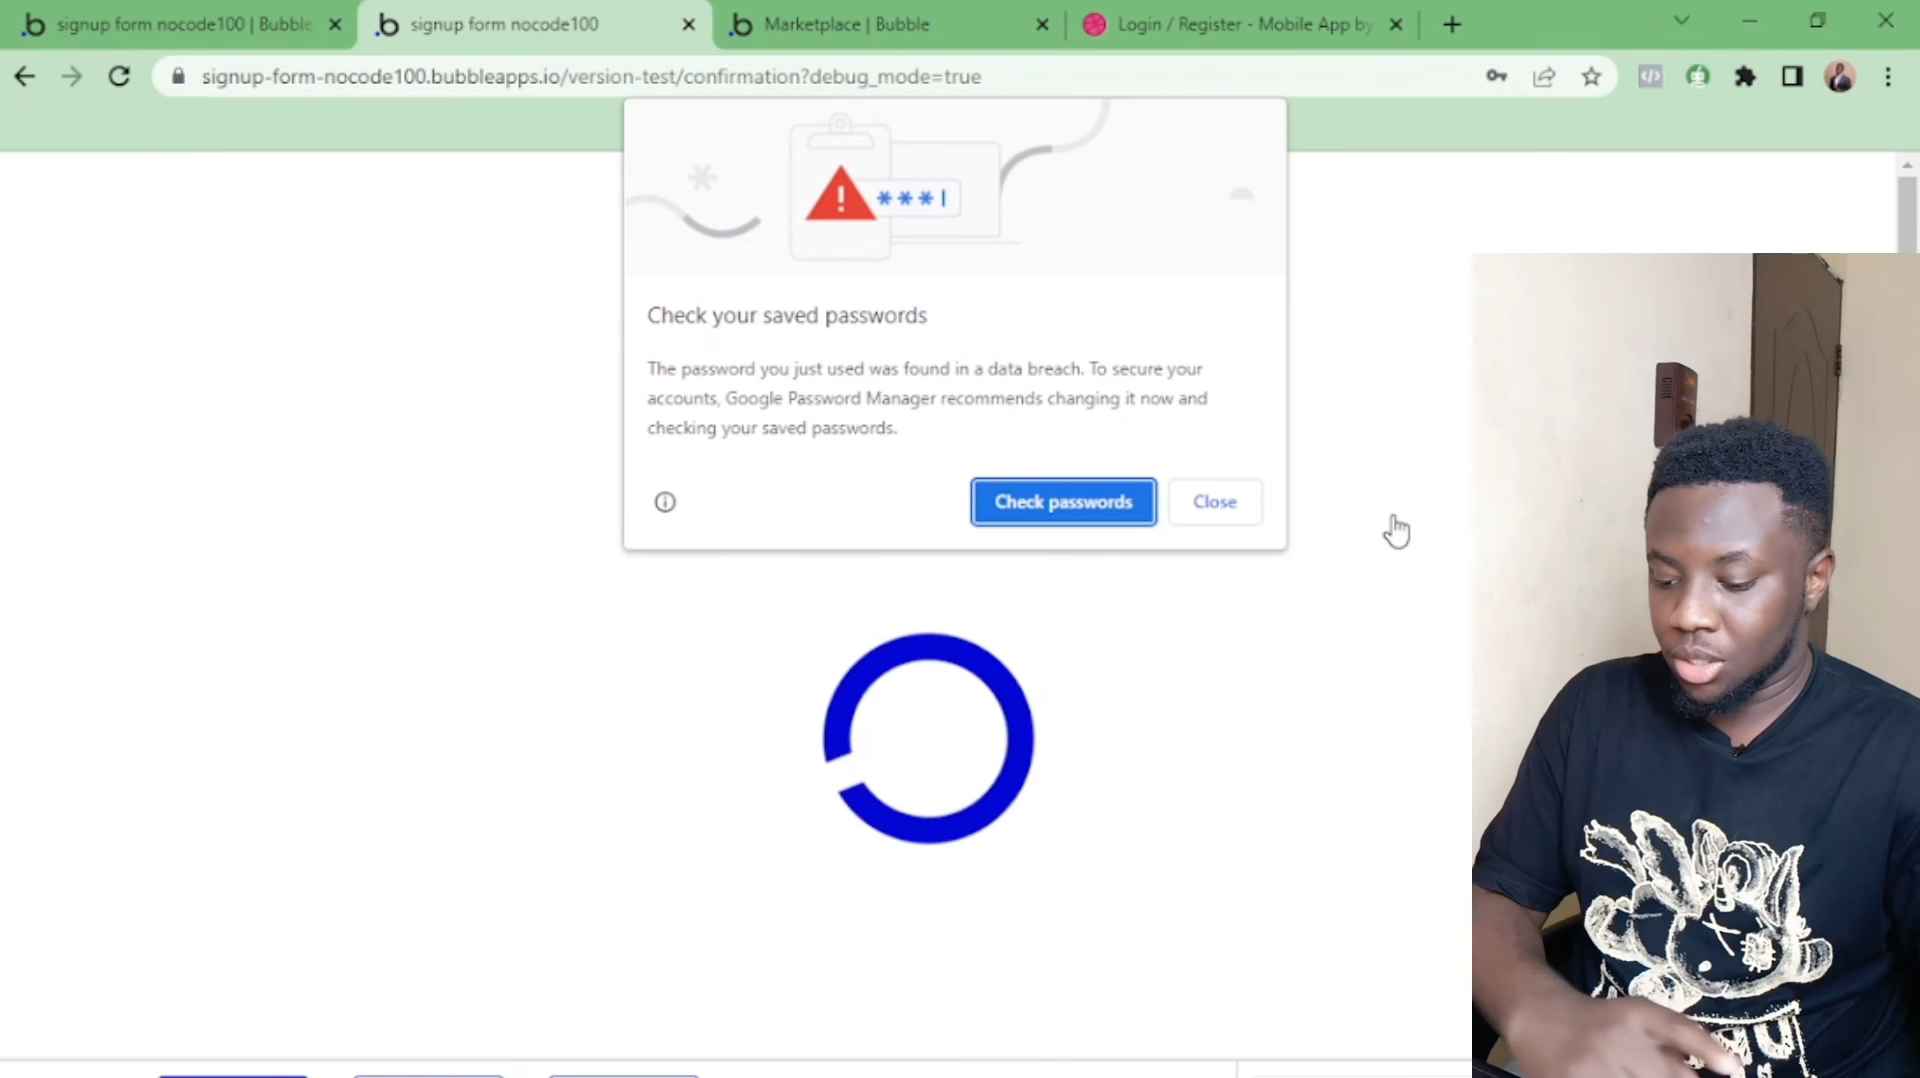 signup form nocode100 | Bubble
signup form nocode100
Marketplace | Bubble
Login / Register - Mobile App by
signup-form-nocode100.bubbleapps.io/version-test/confirmation?debug_mode=true
***
Check your saved passwords
The password you just used was found in a data breach. To secure your
accounts, Google Password Manager recommends changing it now and
checking your saved passwords.
Check passwords
Close